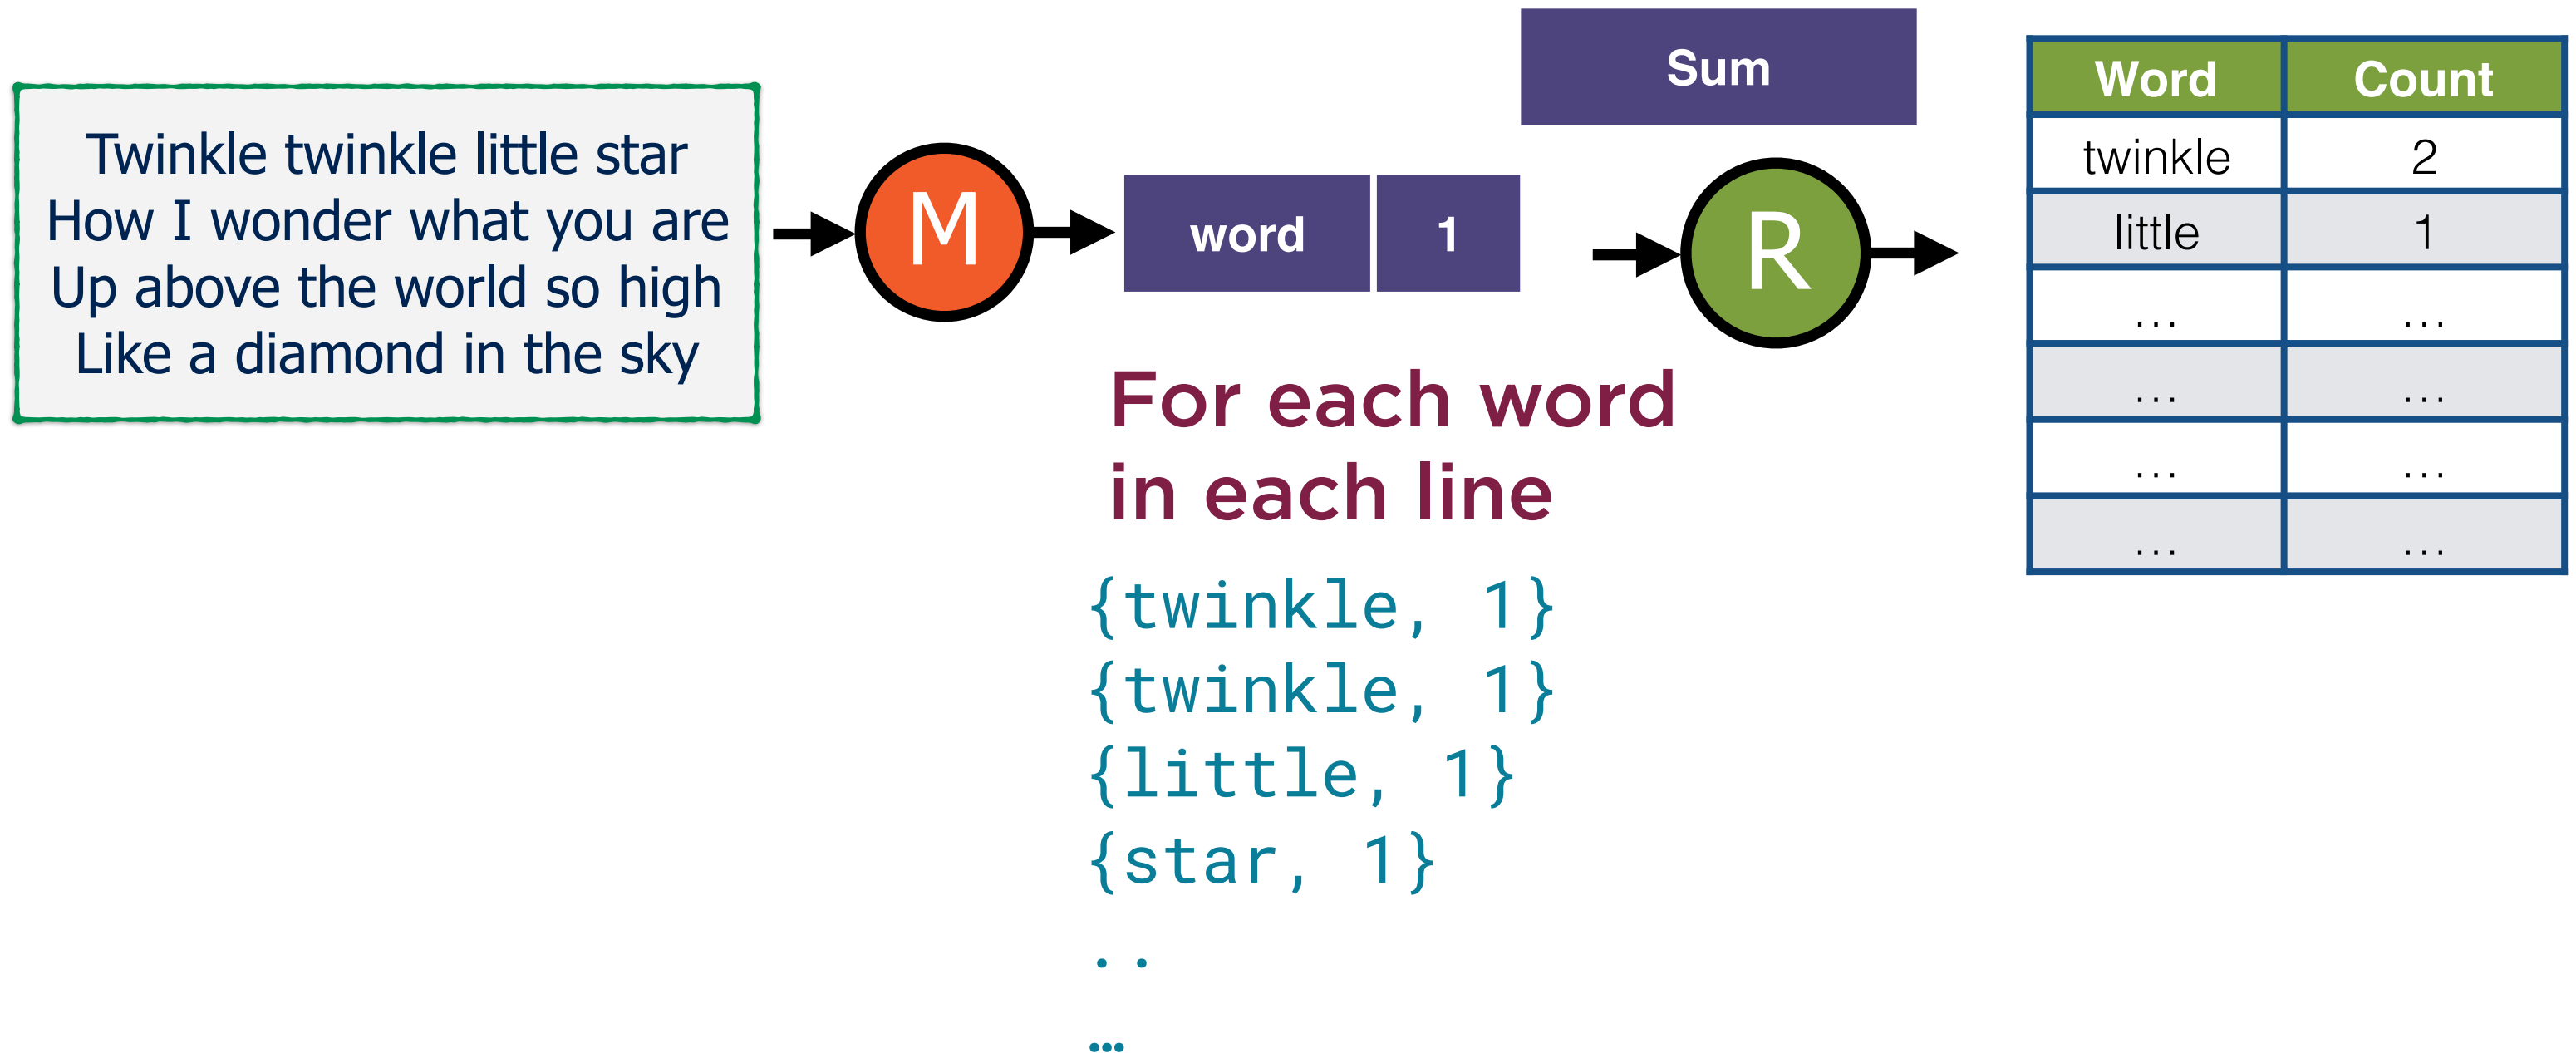 Twinkle twinkle little star
How I wonder what you are
Up above the world so high
Like a diamond in the sky
M
word 1
Sum
R
For each word
in each line
{twinkle, 1}
{twinkle, 1}
{little, 1}
{star, 1}
..
...
Word Count
twinkle 2
little 1
... ...
... ...
... ...
... ...